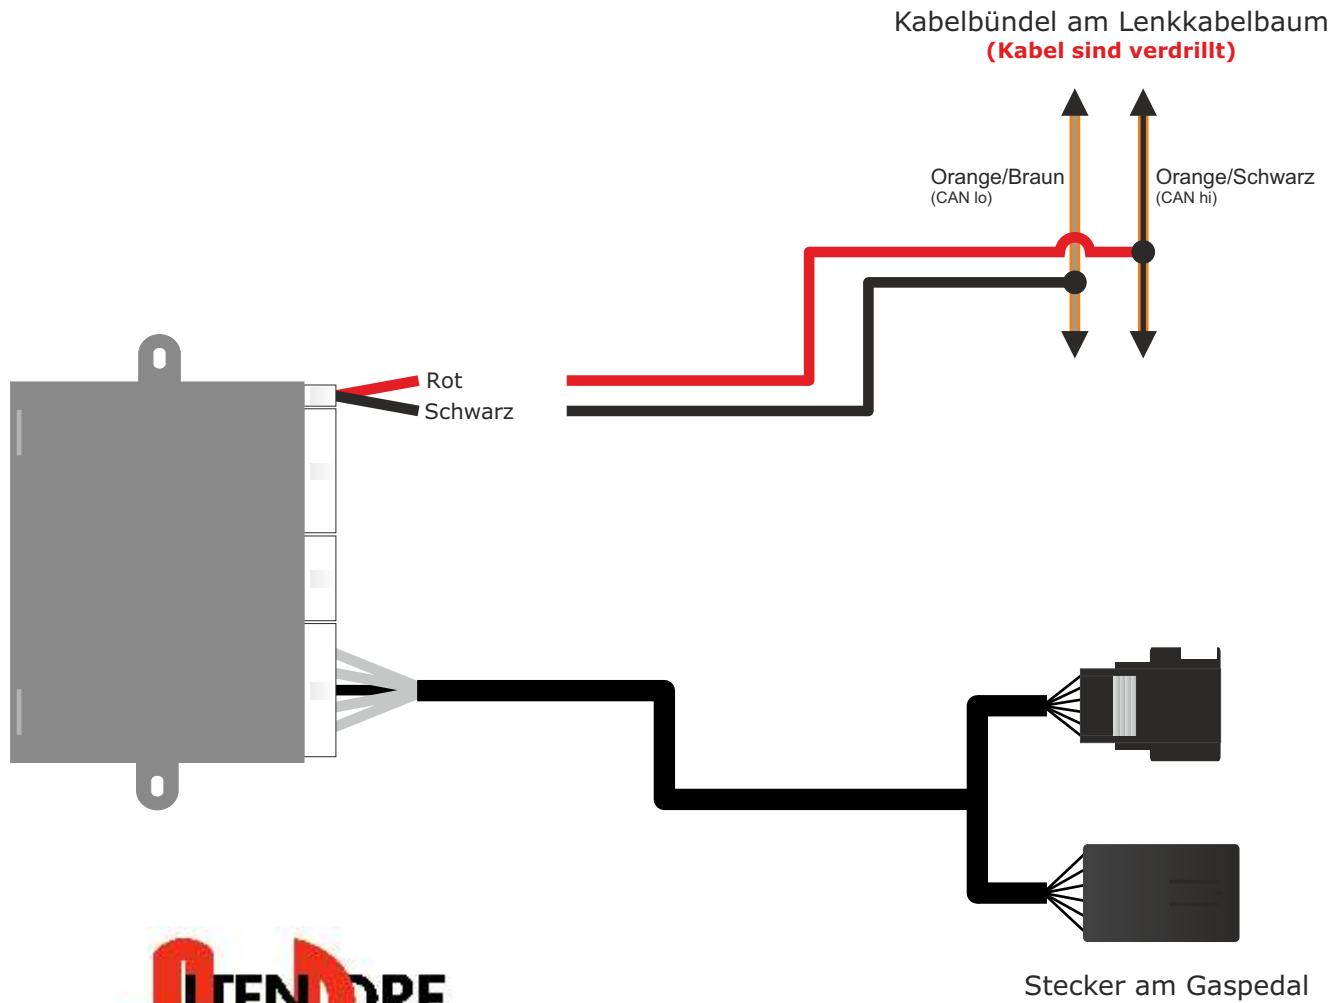 Kabelbündel am Lenkkabelbaum
(Kabel sind verdrillt)
Orange/Braun
(CAN lo)
Orange/Schwarz
(CAN hi)
Rot
Schwarz
Stecker am Gaspedal